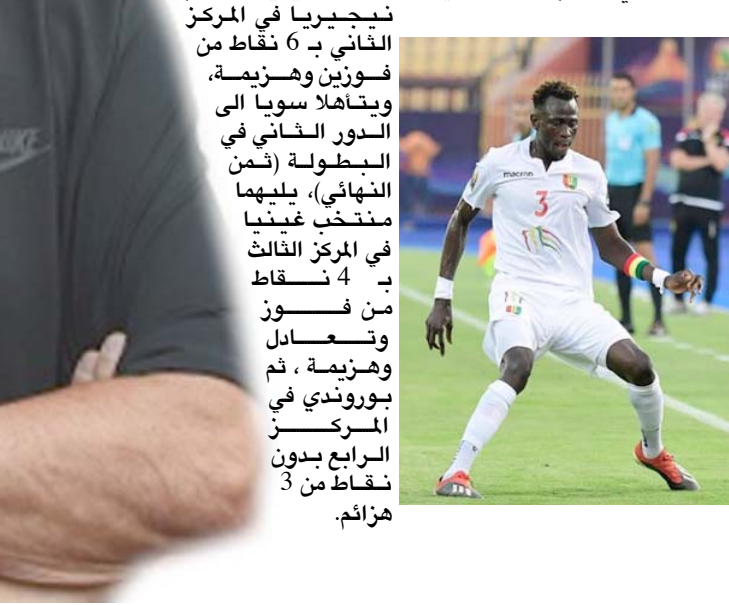 نيجيريا في المركز
الثاني بـ 6 نقاط من
فوزين وهزيمة،
ويتأهلا سويا الى
الدور الثاني في
البطولة (ثمن
النهائي)، يليهما
منتخب غينيا
في المركز الثالث
بـ 4 نقاط
من فوز
وتعادل
وهزيمة ، ثم
بوروندي في
المركز
الرابع بدون
نقاط من 3
هزائم.
macron
3